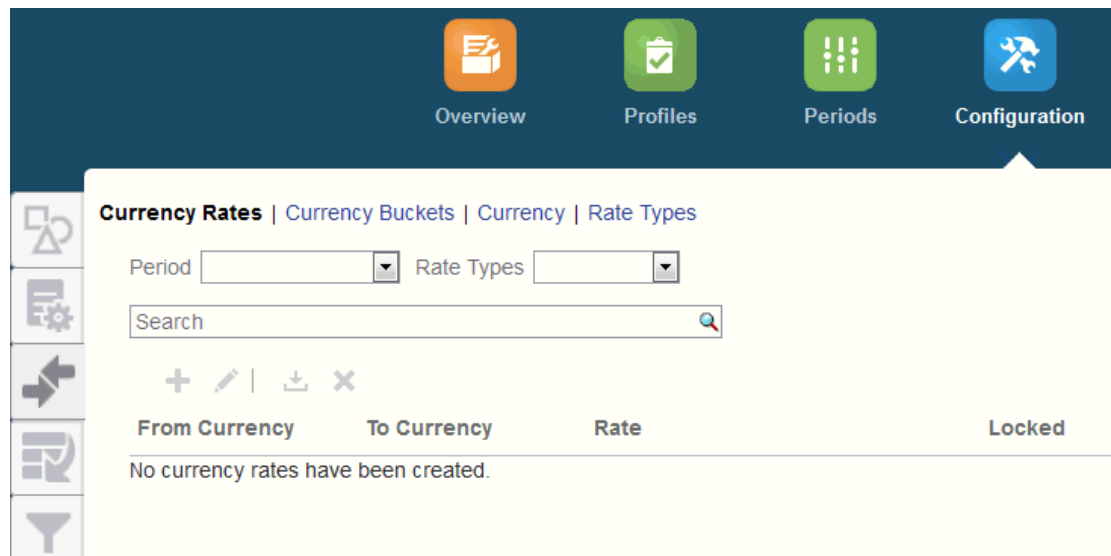 Overview Profiles Periods Configuration
Currency Rates | Currency Buckets | Currency | Rate Types
Period Rate Types
Search
From Currency To Currency Rate Locked
No currency rates have been created.